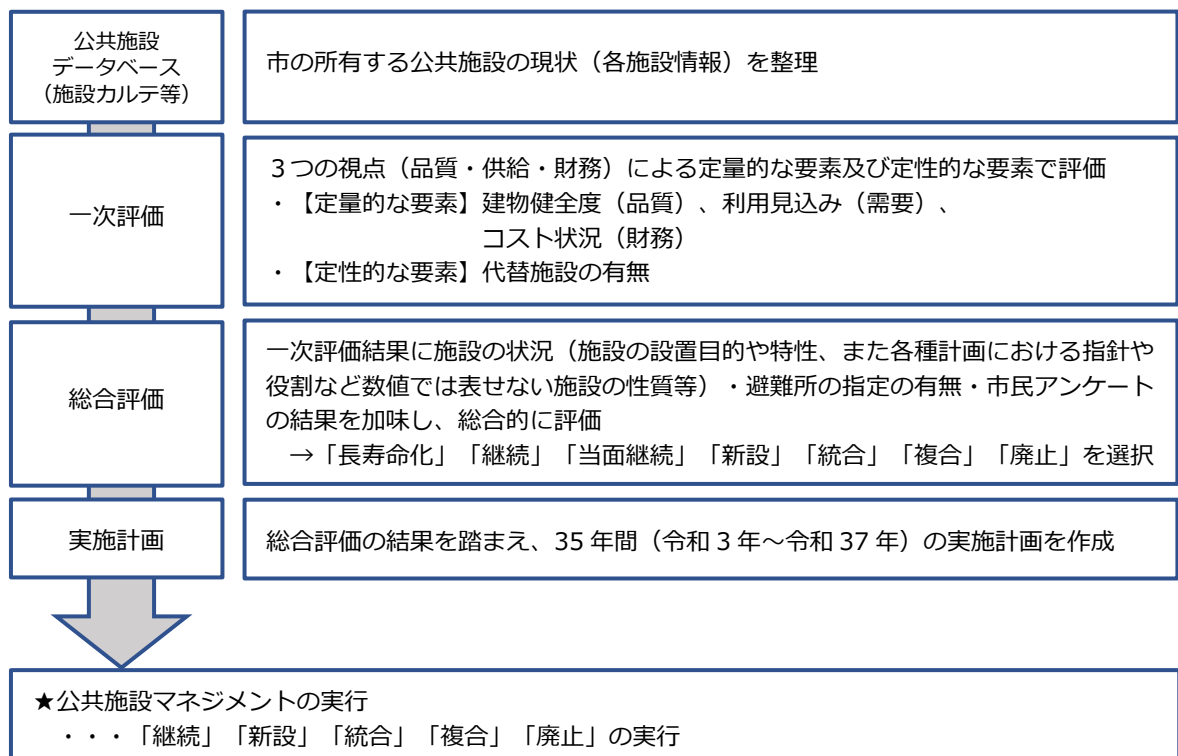 公共施設
データベース
（施設カルテ等）
市の所有する公共施設の現状（各施設情報）を整理
一次評価
３つの視点（品質・供給・財務）による定量的な要素及び定性的な要素で評価
・【定量的な要素】建物健全度（品質）、利用見込み（需要）、
コスト状況（財務）
・【定性的な要素】代替施設の有無
総合評価
一次評価結果に施設の状況（施設の設置目的や特性、また各種計画における指針や
役割など数値では表せない施設の性質等）・避難所の指定の有無・市民アンケート
の結果を加味し、総合的に評価
→「長寿命化」「継続」「当面継続」「新設」「統合」「複合」「廃止」を選択
実施計画
総合評価の結果を踏まえ、35 年間（令和 3 年～令和 37 年）の実施計画を作成
★公共施設マネジメントの実行
・・・「継続」「新設」「統合」「複合」「廃止」の実行